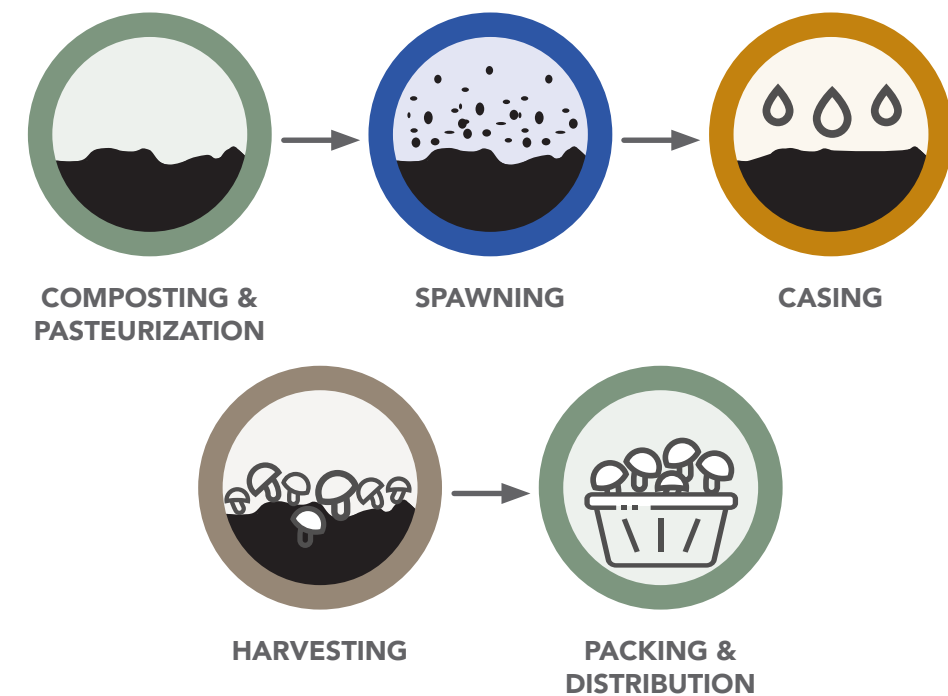 COMPOSTING &
PASTEURIZATION
SPAWNING
CASING
HARVESTING
PACKING &
DISTRIBUTION